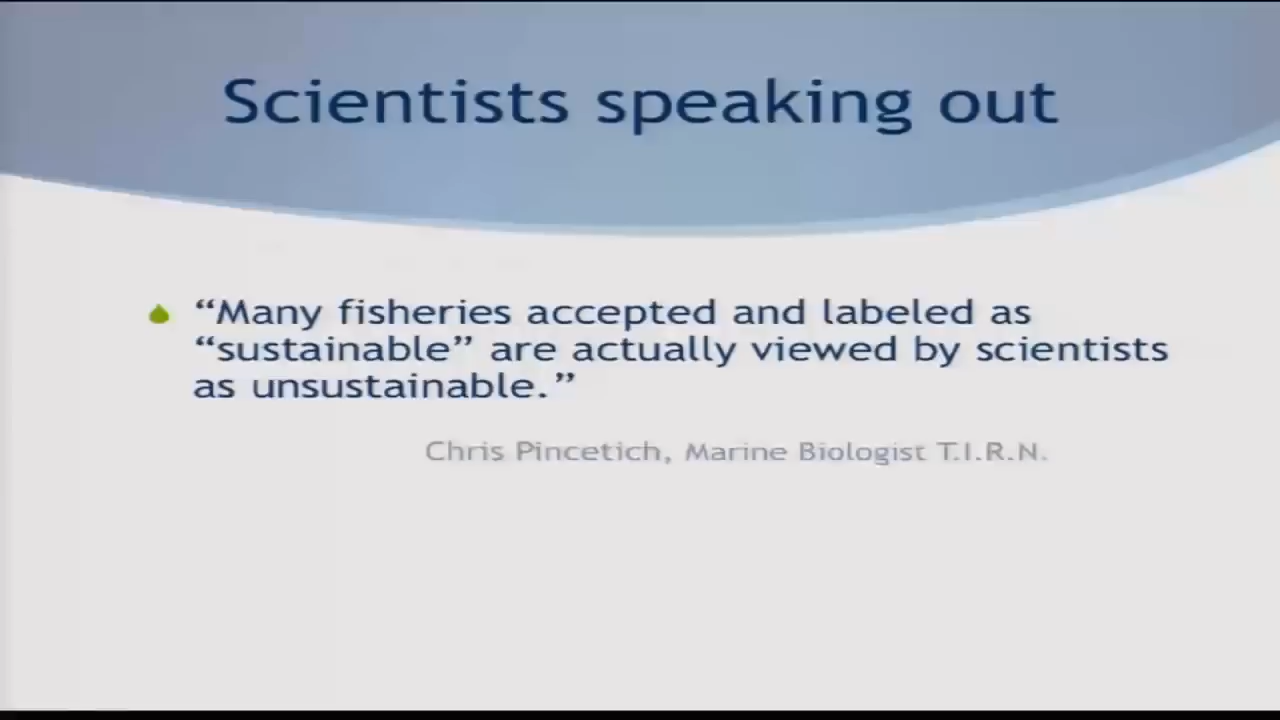 Scientists speaking out
“Many fisheries accepted and labeled as
“sustainable” are actually viewed by scientists
as unsustainable.”
Chris Pincetich, Marine Biologist T.I.R.N.